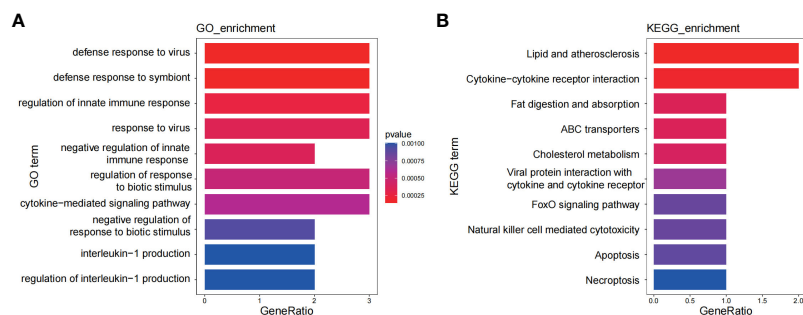 A
GO_enrichment
defense response to virus
defense response to symbiont
regulation of innate immune response
response to virus
negative regulation of innate
immune response
regulation of response
to biotic stimulus
cytokine−mediated signaling pathway
negative regulation of
response to biotic stimulus
interleukin−1 production
regulation of interleukin−1 production
GO term
0
1
2
3
GeneRatio
pvalue
0.00100
0.00075
0.00050
0.00025
B
KEGG_enrichment
Lipid and atherosclerosis
Cytokine−cytokine receptor interaction
Fat digestion and absorption
ABC transporters
Cholesterol metabolism
Viral protein interaction with
cytokine and cytokine receptor
FoxO signaling pathway
Natural killer cell mediated cytotoxicity
Apoptosis
Necroptosis
KEGG term
0.0
0.5
1.0
1.5
2.0
GeneRatio